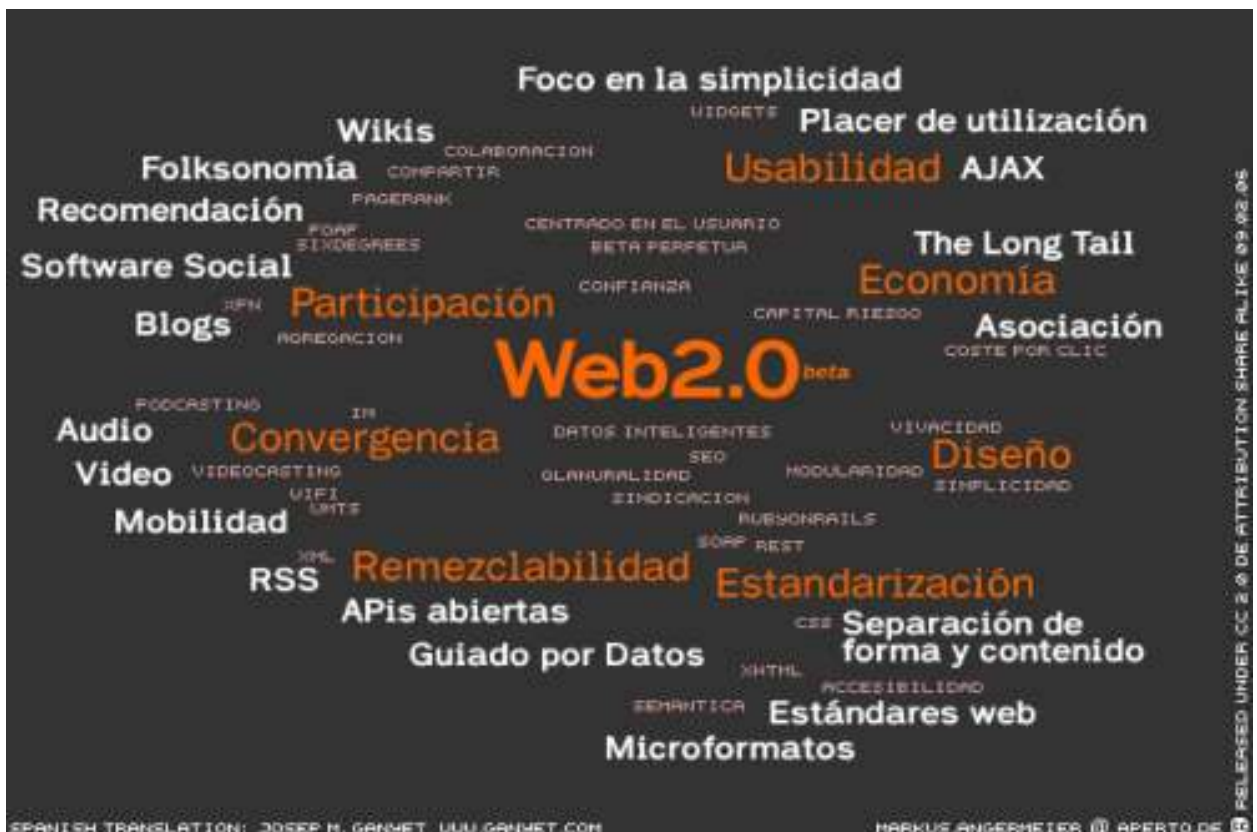 Foco en la simplicidad
WIDGETS
Placer de utilización
Wikis
COLABORACION
Folksonomía
COMPARTIR
Usabilidad
AJAX
PAGERANK
Recomendación
FOAF
SIXDEGREES
CENTRADO EN EL USUARIO
BETA PERPETUA
The Long Tail
Software Social
Economía
CONFIANZA
Participación
XFN
Blogs
AGREGACION
CAPITAL RIESGO
Asociación
COSTE POR CLIC
Web2.0 beta
PODCASTING
IM
Audio
Convergencia
DATOS INTELIGENTES
VIVACIDAD
SEO
Diseño
Video
VIDEOCASTING
GLANURALIDAD
MODULARIDAD
SIMPLICIDAD
WIFI
UMTS
SINDICACION
Mobilidad
RUBYONRAILS
SOAP
REST
XML
RSS
Remezclabilidad
Estandarización
APis abiertas
CSS
Separación de
forma y contenido
Guiado por Datos
XHTML
ACCESIBILIDAD
SEMANTICA
Estándares web
Microformatos
SPANISH TRANSLATION: JOSEP M. GANYET WWW.GANYET.COM
MARKUS ANGERMEIER @ APERTO.DE
RELEASED UNDER CC 2.0 DE ATTRIBUTION SHARE ALIKE 09.02.06